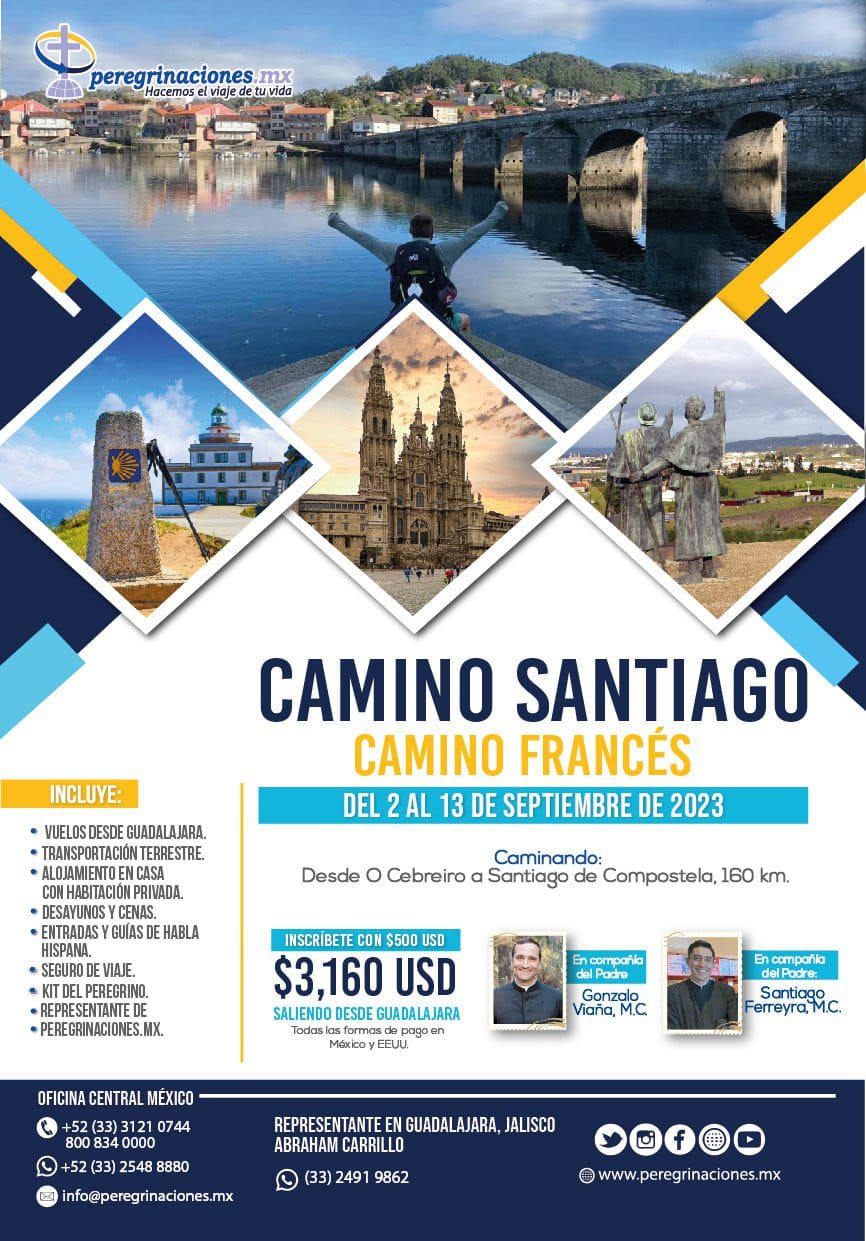 peregrinaciones.mx
Hacemos el viaje de tu vida
CAMINO SANTIAGO
CAMINO FRANCÉS
DEL 2 AL 13 DE SEPTIEMBRE DE 2023
Caminando:
Desde O Cebreiro a Santiago de Compostela, 160 km.
INCLUYE:
• VUELOS DESDE GUADALAJARA.
• TRANSPORTACIÓN TERRESTRE.
• ALOJAMIENTO EN CASA
CON HABITACIÓN PRIVADA.
• DESAYUNOS Y CENAS.
• ENTRADAS Y GUÍAS DE HABLA
HISPANA.
• SEGURO DE VIAJE.
• KIT DEL PEREGRINO.
• REPRESENTANTE DE
• PEREGRINACIONES.MX.
INSCRÍBETE CON $500 USD
$3,160 USD
SALIENDO DESDE GUADALAJARA
Todas las formas de pago en
México y EEUU.
En compañía
del Padre
Gonzalo
Viaña, M.C.
En compañía
del Padre:
Santiago
Ferreyra, M.C.
OFICINA CENTRAL MÉXICO
+52 (33) 3121 0744
800 834 0000
+52 (33) 2548 8880
info@peregrinaciones.mx
REPRESENTANTE EN GUADALAJARA, JALISCO
ABRAHAM CARRILLO
(33) 2491 9862
www.peregrinaciones.mx